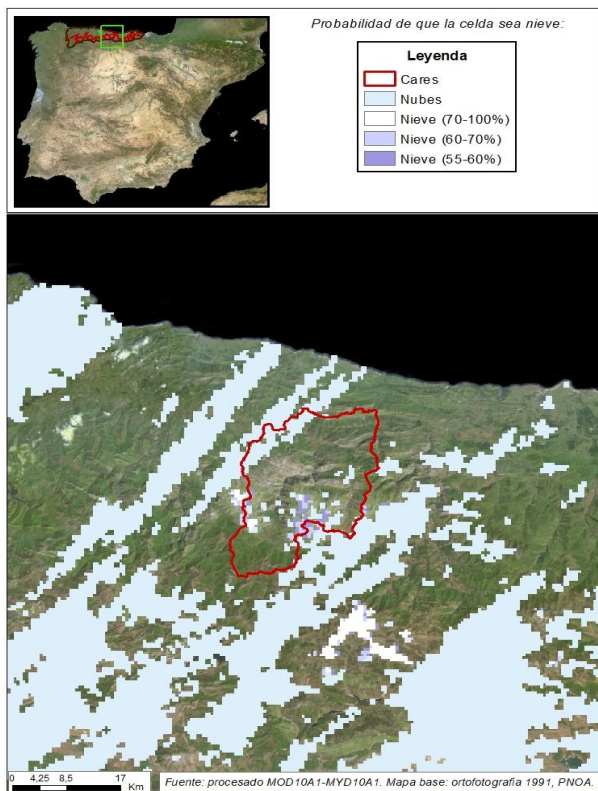 Probabilidad de que la celda sea nieve:
Leyenda
Cares
Nubes
Nieve (70-100%)
Nieve (60-70%)
Nieve (55-60%)
0 4,25 8,5 17
Km
Fuente: procesado MOD10A1-MYD10A1. Mapa base: ortofotografia 1991, PNOA.